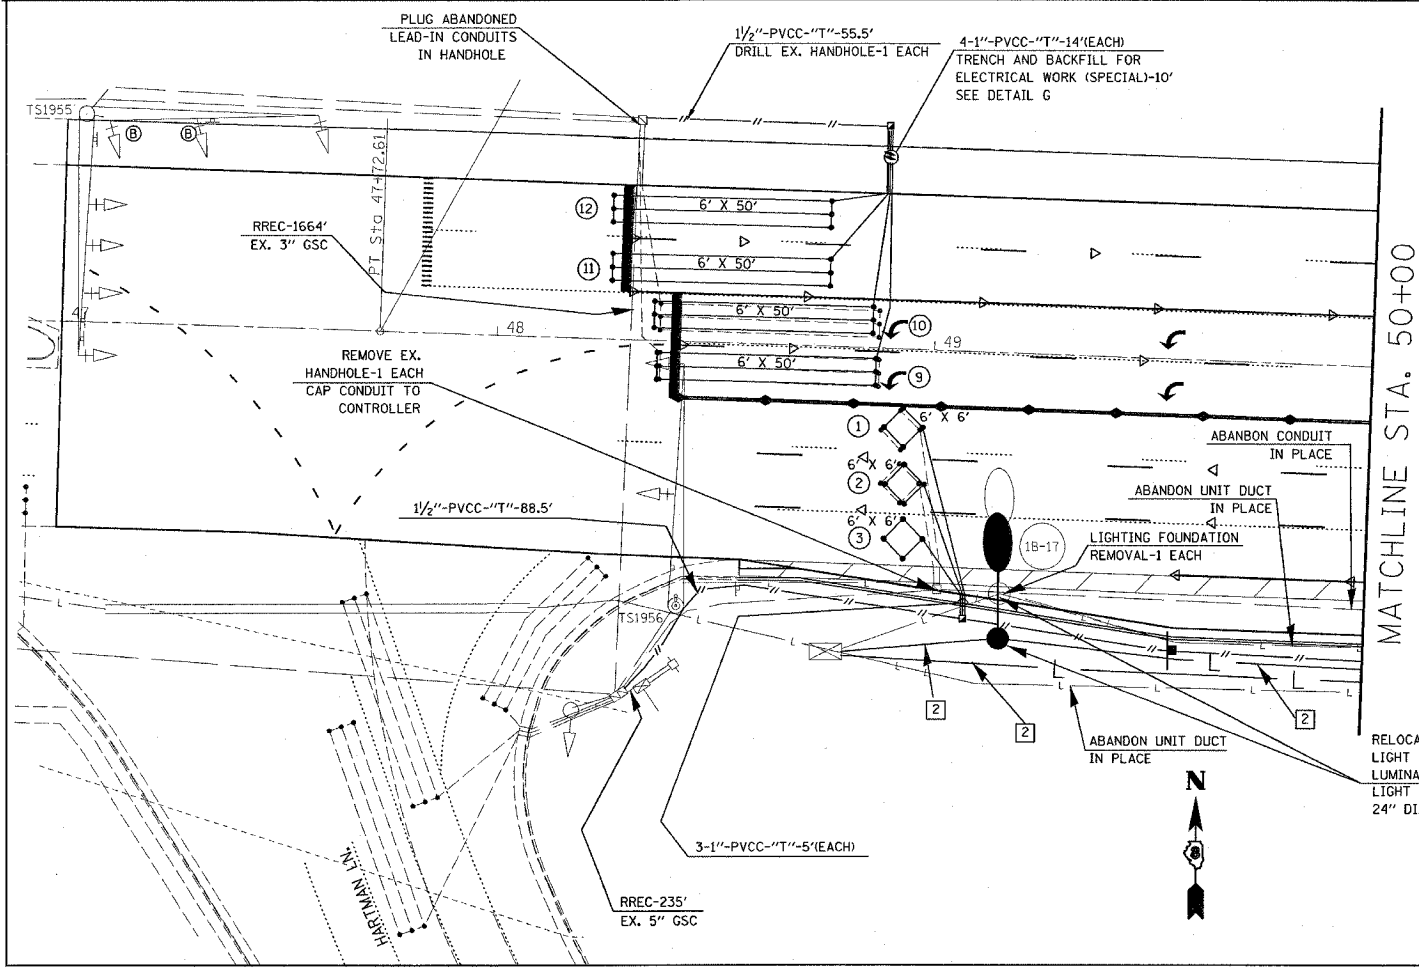 PLUG ABANDONED
LEAD-IN CONDUITS
IN HANDHOLE
1½"-PVCC-"T"-55.5'
DRILL EX. HANDHOLE-1 EACH
4-1"-PVCC-"T"-14'(EACH)
TRENCH AND BACKFILL FOR
ELECTRICAL WORK (SPECIAL)-10'
SEE DETAIL G
TS1955
B
B
PT Sta 47+72.61
12
6' X 50'
RREC-1664'
EX. 3" GSC
11
6' X 50'
47
48
6' X 50'
10
49
6' X 50'
9
REMOVE EX.
HANDHOLE-1 EACH
CAP CONDUIT TO
CONTROLLER
MATCHLINE STA. 50+00
1
6' X 6'
ABANBON CONDUIT
IN PLACE
6' X 6'
2
ABANDON UNIT DUCT
IN PLACE
1½"-PVCC-"T"-88.5'
6' X 6'
3
1B-17
LIGHTING FOUNDATION
REMOVAL-1 EACH
TS1956
L
L
L
L
L
L
L
L
L
L
L
L
2
2
2
ABANDON UNIT DUCT
IN PLACE
RELOCA
LIGHT
LUMINA
LIGHT
24" DI
N
3-1"-PVCC-"T"-5'(EACH)
HARTMAN LN.
RREC-235'
EX. 5" GSC